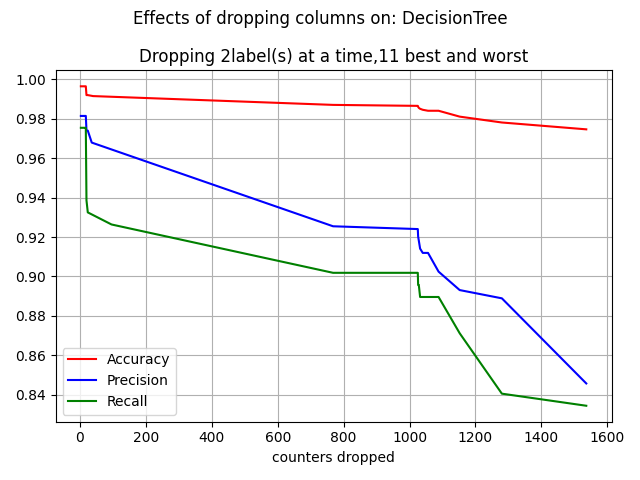 Effects of dropping columns on: DecisionTree
Dropping 2label(s) at a time,11 best and worst
1.00
0.98
0.96
0.94
0.92
0.90
0.88
0.86
0.84
Accuracy
Precision
Recall
0 200 400 600 800 1000 1200 1400 1600
counters dropped